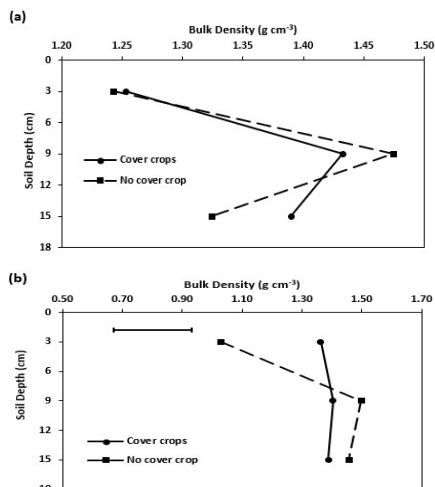 (a)
Bulk Density (g cm-3)
1.20 1.25 1.30 1.35 1.40 1.45 1.50
0
3
6
9
12
15
18
Soil Depth (cm)
Cover crops
No cover crop
(b)
Bulk Density (g cm-3)
0.50 0.70 0.90 1.10 1.30 1.50 1.70
0
3
6
9
12
15
18
Soil Depth (cm)
Cover crops
No cover crop